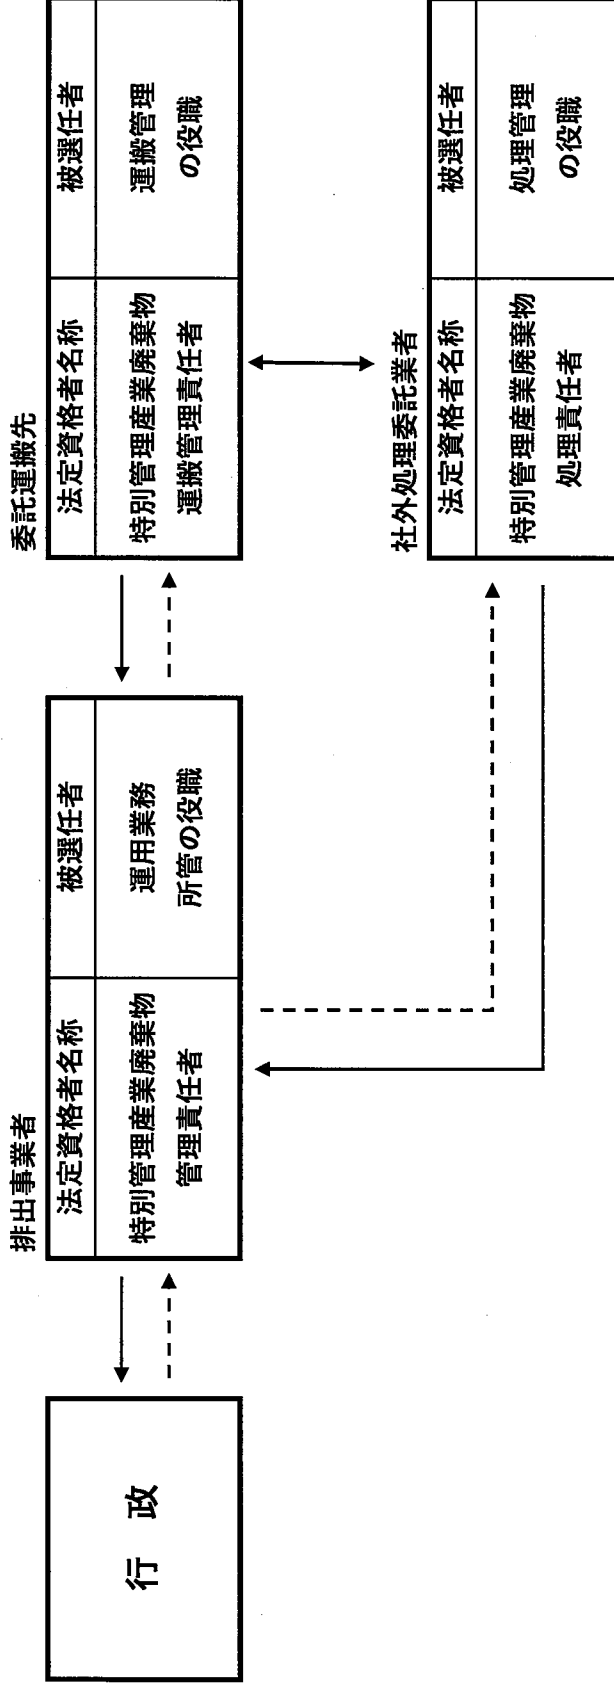 行 政
排出事業者
法定資格者名称
被選任者
特別管理産業廃棄物
管理責任者
運用業務
所管の役職
委託運搬先
法定資格者名称
被選任者
特別管理産業廃棄物
運搬管理責任者
運搬管理
の役職
社外処理委託業者
法定資格者名称
被選任者
特別管理産業廃棄物
処理責任者
処理管理
の役職